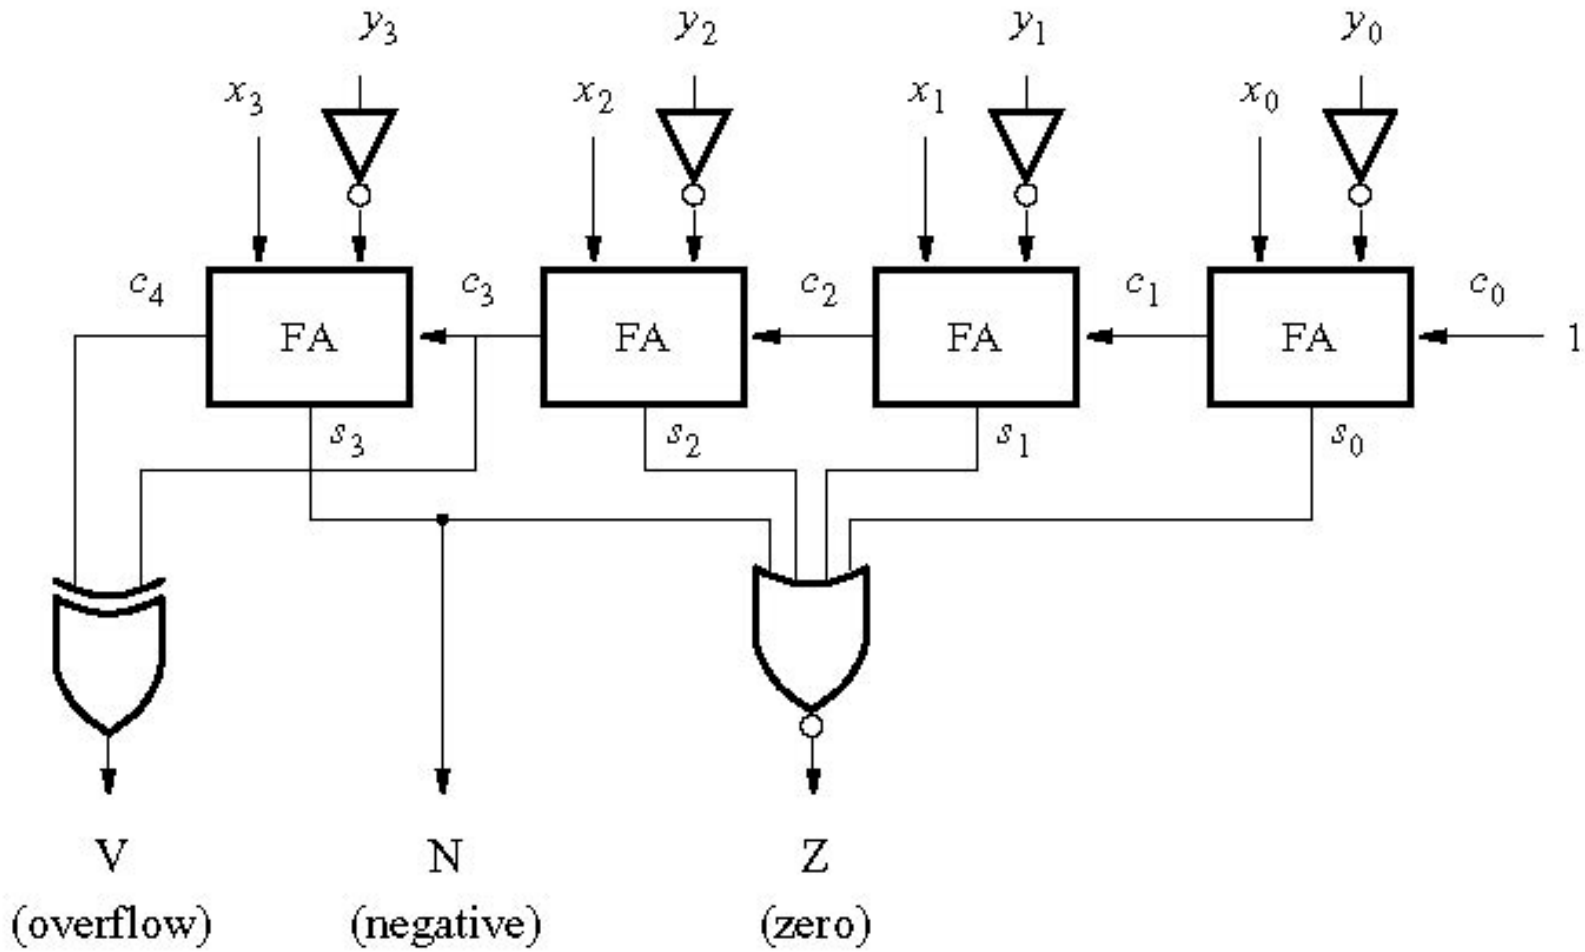 y₃ y₂ y₁ y₀
x₃ x₂ x₁ x₀
c₄ c₃ c₂ c₁ c₀
FA FA FA FA 1
s₃ s₂ s₁ s₀
V N Z
(overflow) (negative) (zero)